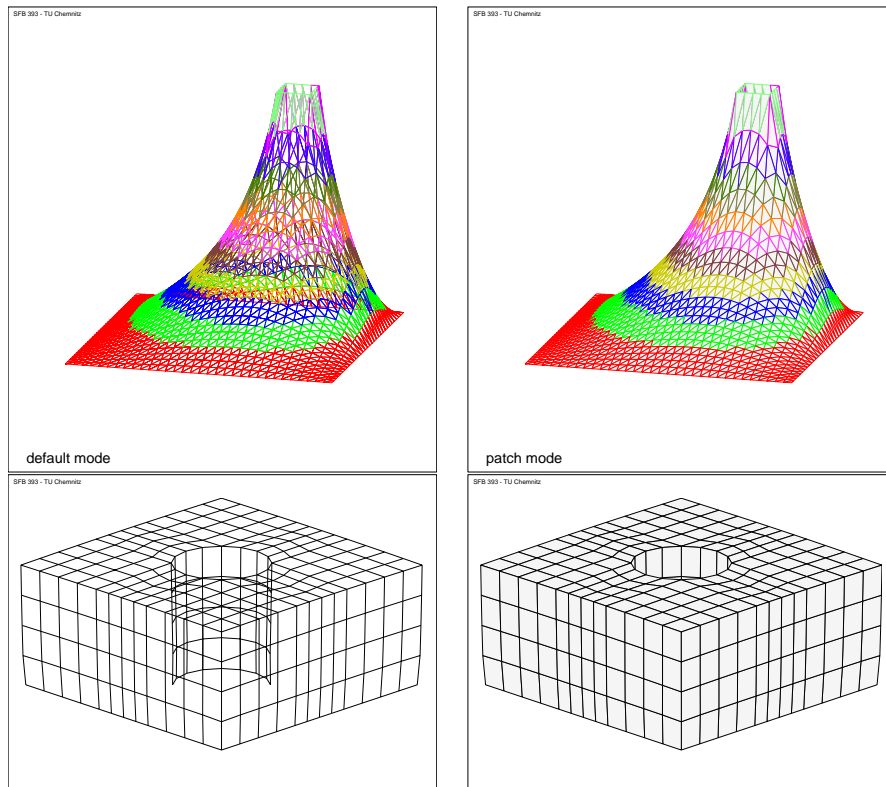 SFB 393 - TU Chemnitz
SFB 393 - TU Chemnitz
default mode
patch mode
SFB 393 - TU Chemnitz
SFB 393 - TU Chemnitz